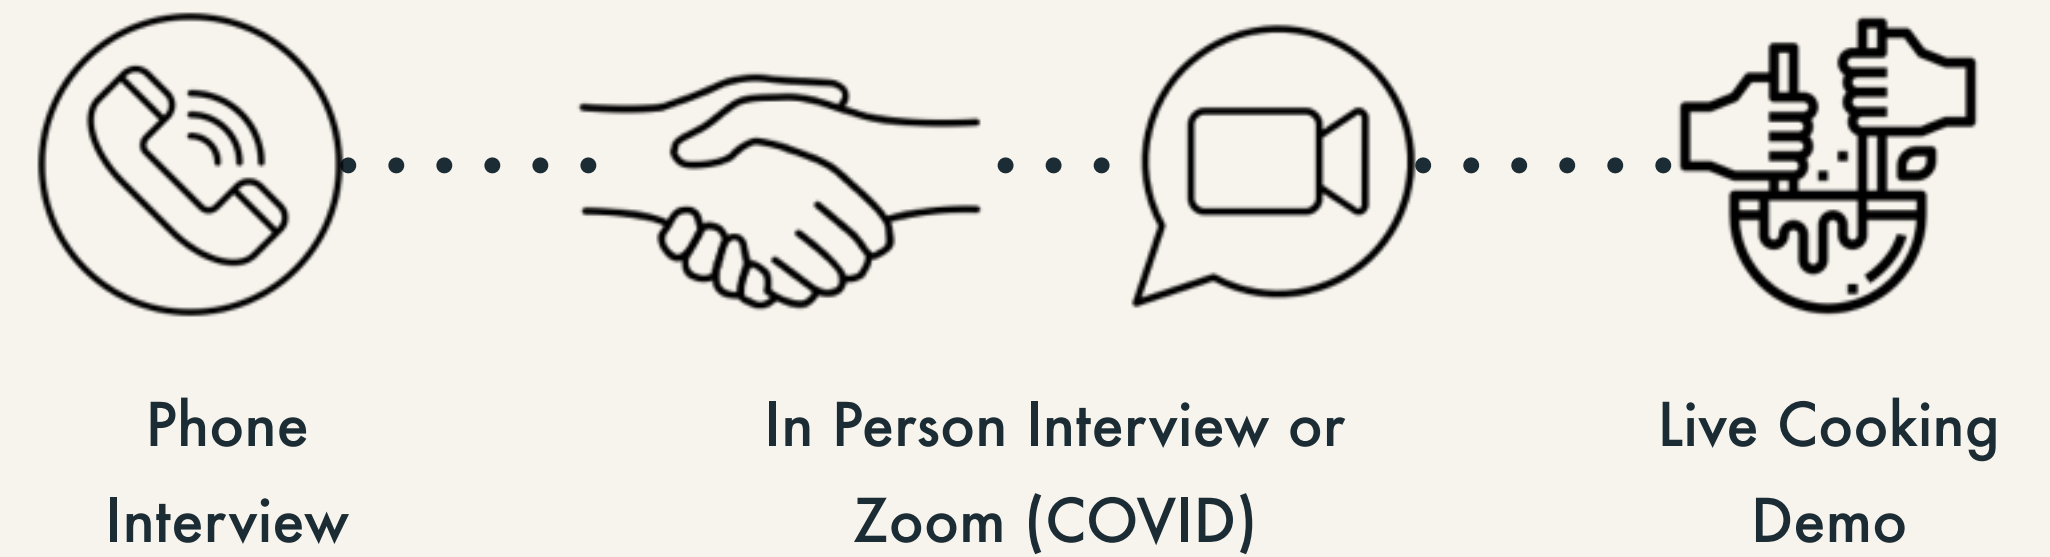 Phone
Interview
In Person Interview or
Zoom (COVID)
Live Cooking
Demo